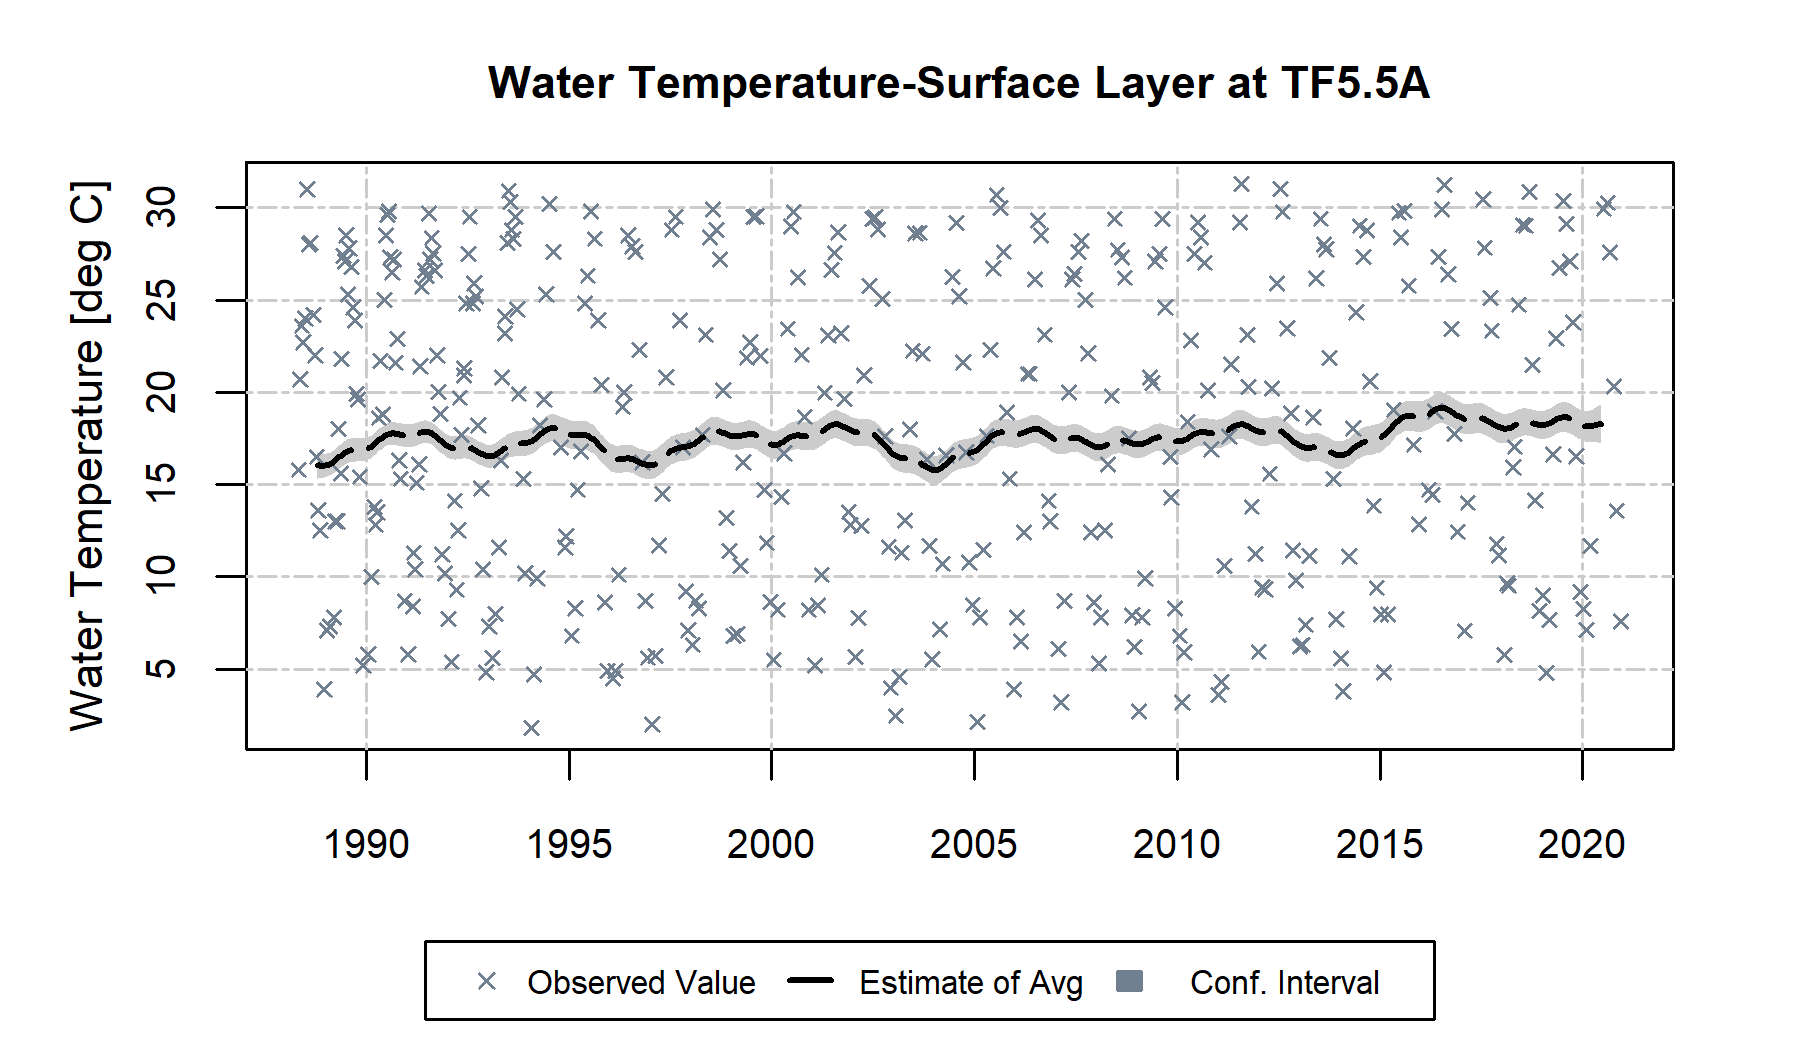 Water Temperature-Surface Layer at TF5.5A
Water Temperature [deg C]
30
25
20
15
10
5
1990 1995 2000 2005 2010 2015 2020
Observed Value Estimate of Avg Conf. Interval